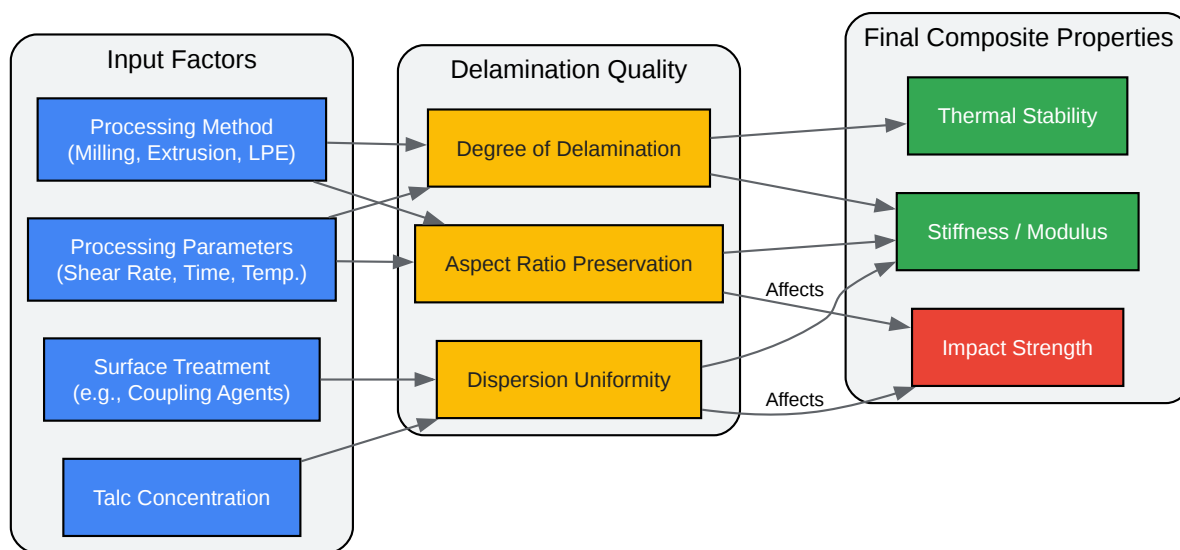 Input Factors
Processing Method
(Milling, Extrusion, LPE)
Processing Parameters
(Shear Rate, Time, Temp.)
Surface Treatment
(e.g., Coupling Agents)
Talc Concentration
Delamination Quality
Degree of Delamination
Aspect Ratio Preservation
Dispersion Uniformity
Affects
Affects
Final Composite Properties
Thermal Stability
Stiffness / Modulus
Impact Strength